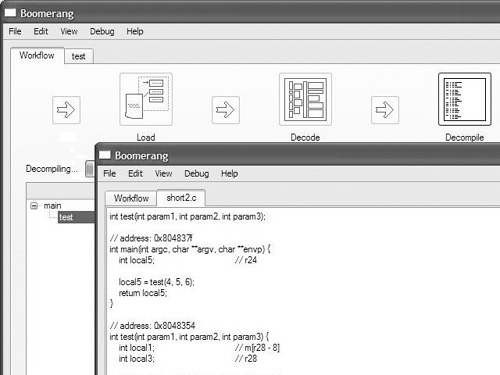 Boomerang
File Edit View Debug Help
Workflow test
Load Decode Decompile
Decompiling...
main
test
Boomerang
File Edit View Debug Help
Workflow short2.c
int test(int param1, int param2, int param3);
// address: 0x804837f
int main(int argc, char **argv, char **envp) {
int local5; // r24
local5 = test(4, 5, 6);
return local5;
}
// address: 0x8048354
int test(int param1, int param2, int param3) {
int local1; // m[r28 - 8]
int local3; // r28